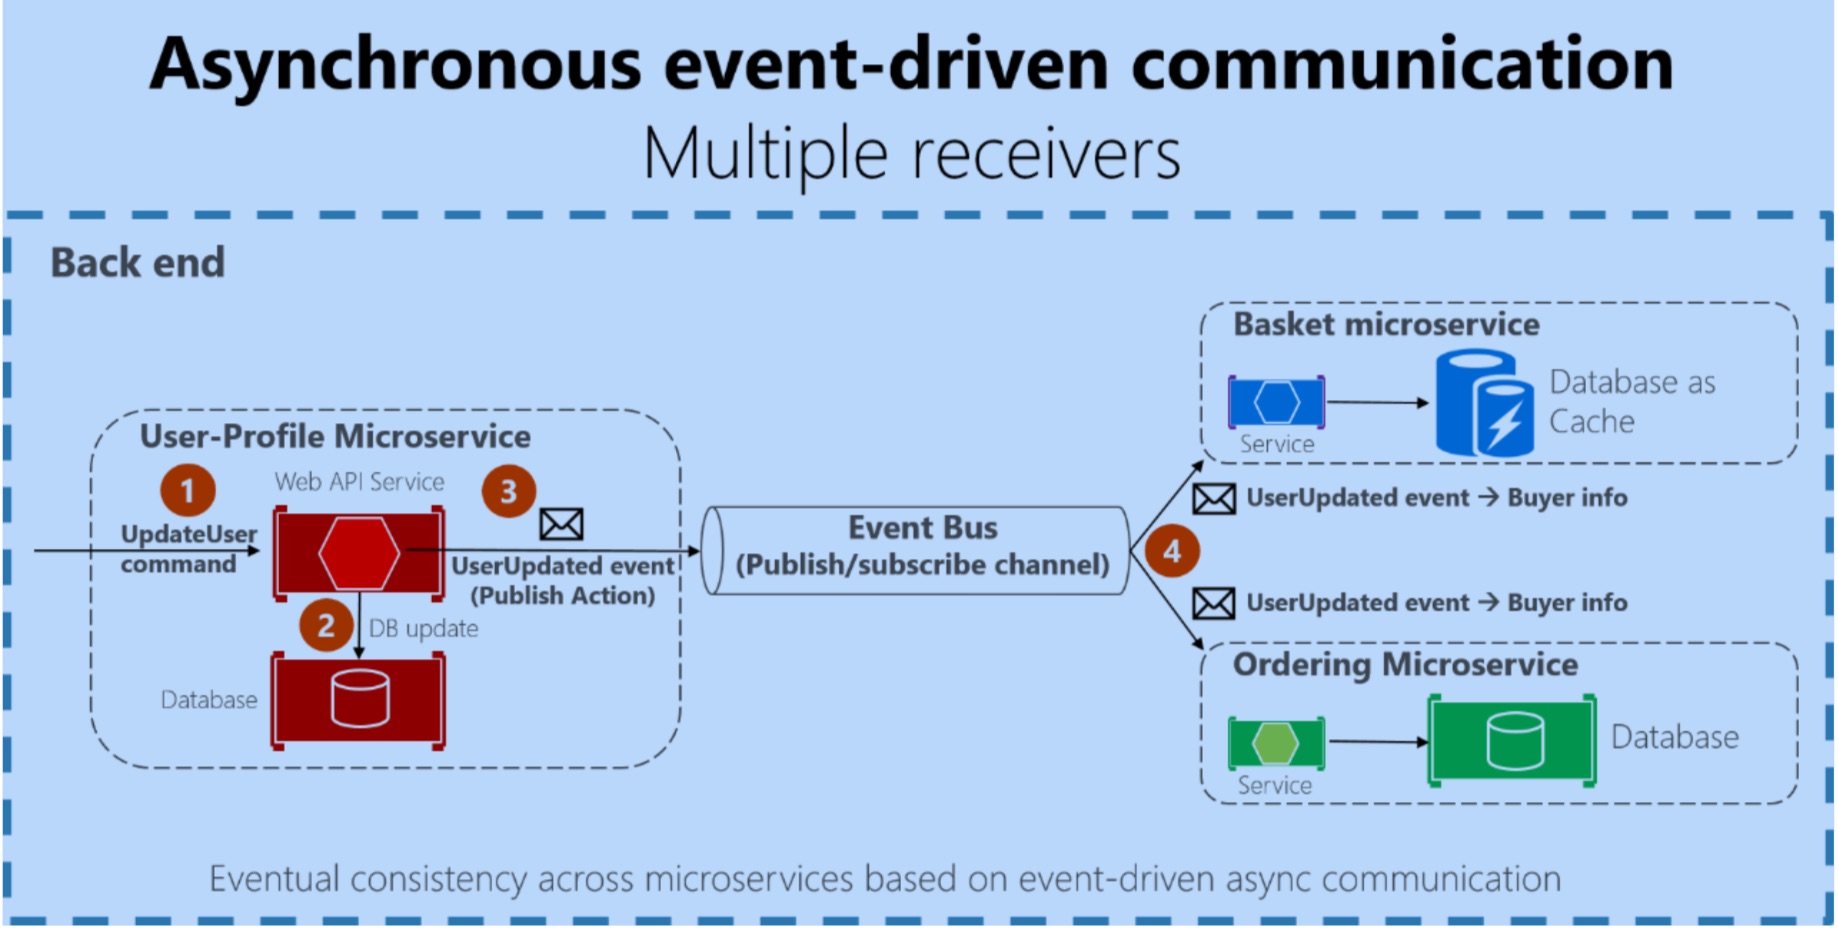 Asynchronous event-driven communication
Multiple receivers
Back end
User-Profile Microservice
1
Web API Service
3
UpdateUser
command
UserUpdated event
(Publish Action)
2
DB update
Database
Event Bus
(Publish/subscribe channel)
4
Basket microservice
Service
Database as
Cache
UserUpdated event → Buyer info
UserUpdated event → Buyer info
Ordering Microservice
Service
Database
Eventual consistency across microservices based on event-driven async communication